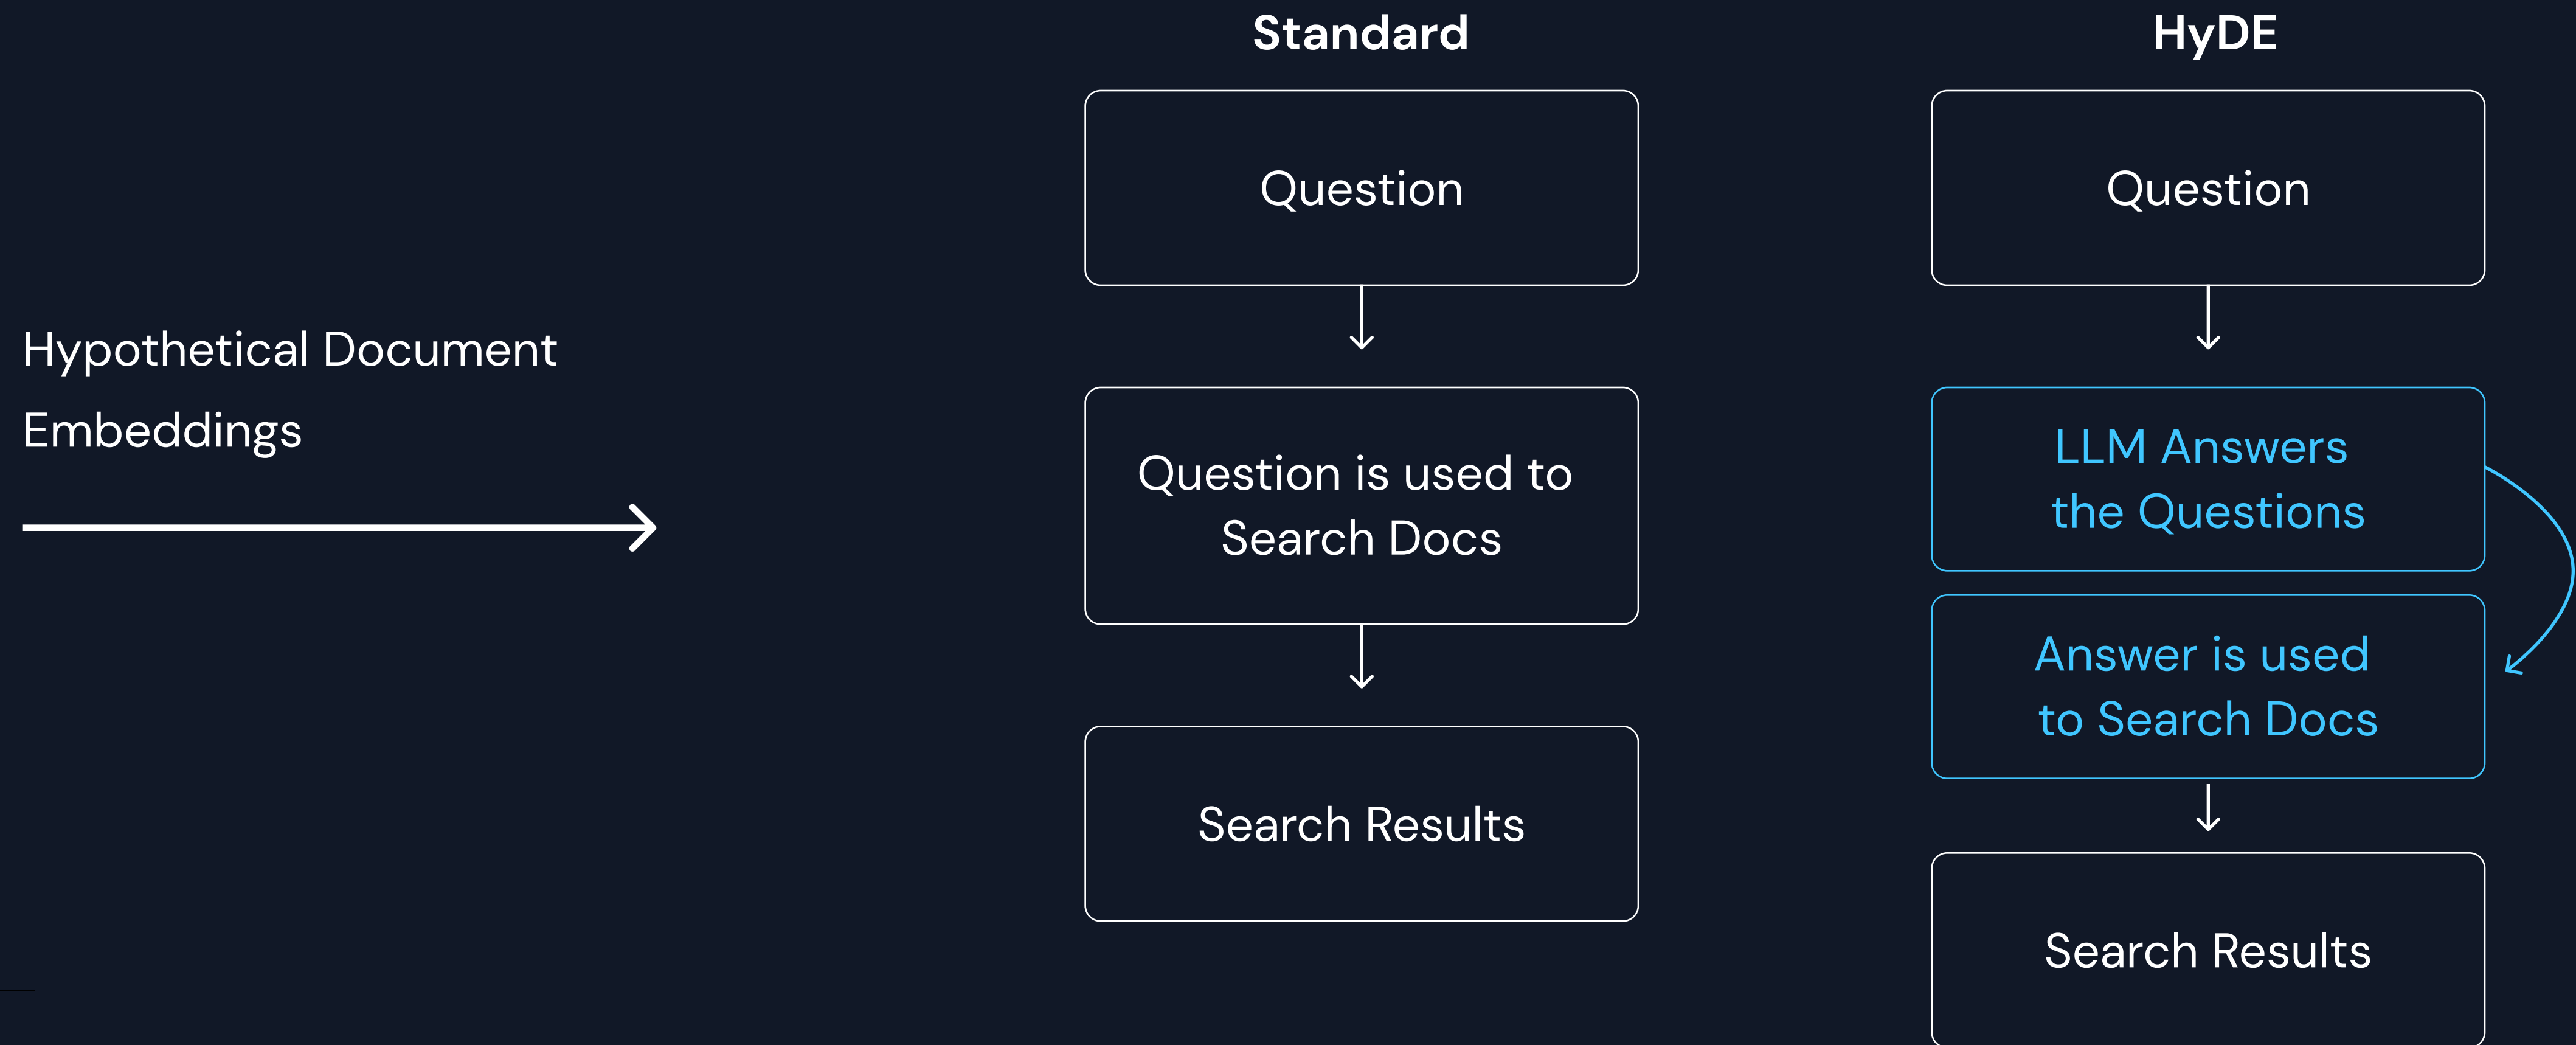 Hypothetical Document
Embeddings
Standard
Question
Question is used to
Search Docs
Search Results
HyDE
Question
LLM Answers
the Questions
Answer is used
to Search Docs
Search Results